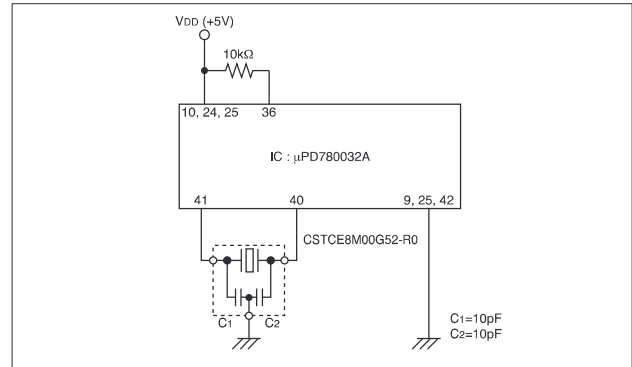 VDD (+5V)
10kΩ
10, 24, 25
36
IC : μPD780032A
41
40
9, 25, 42
CSTCE8M00G52-R0
C1
C2
C1=10pF
C2=10pF